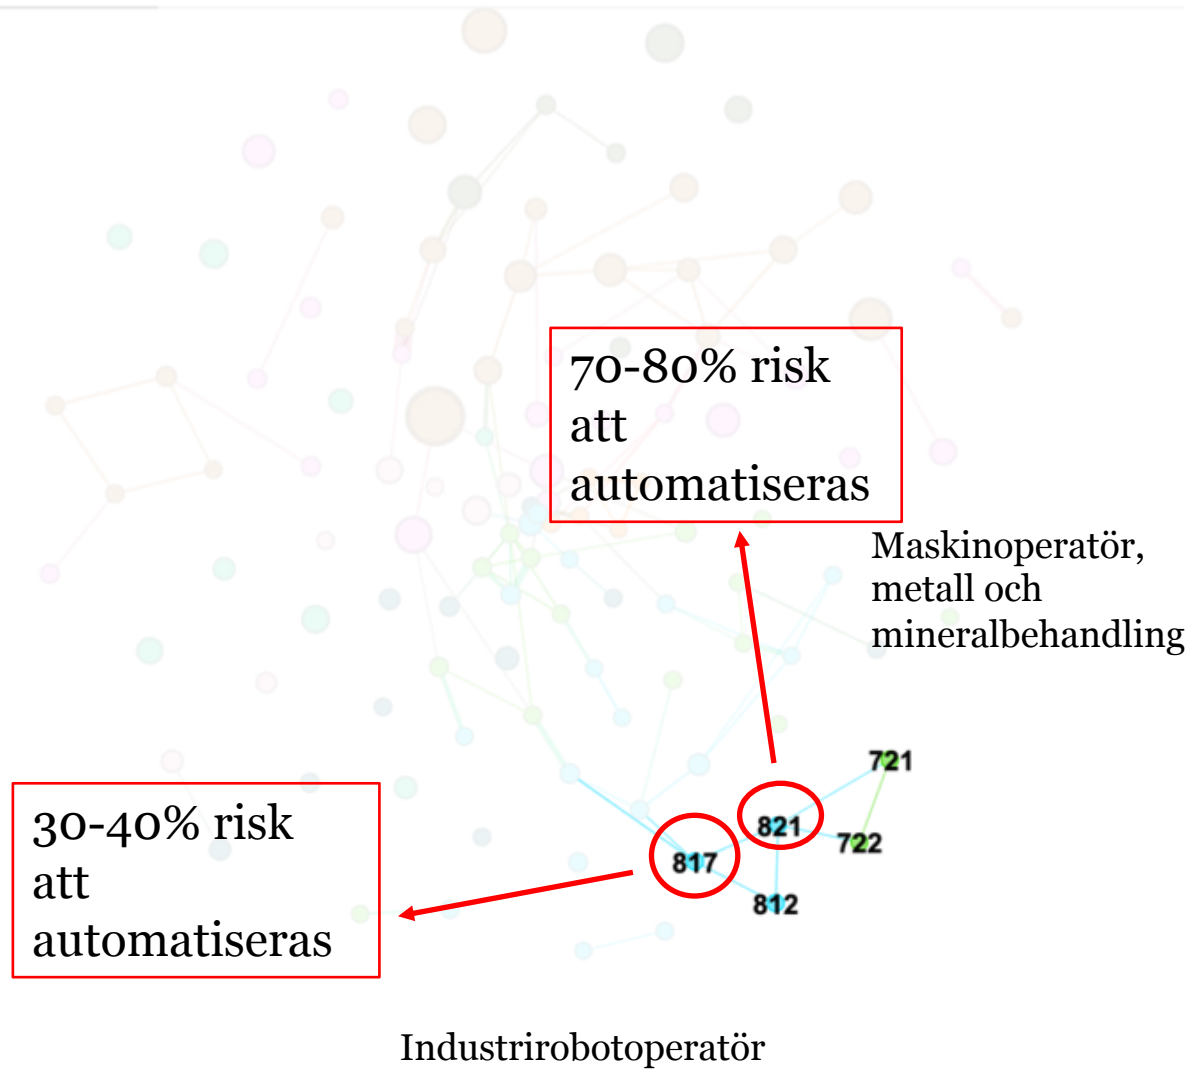 70-80% risk
att
automatiseras
Maskinoperatör,
metall och
mineralbehandling
721
821
722
817
812
30-40% risk
att
automatiseras
Industrirobotoperatör